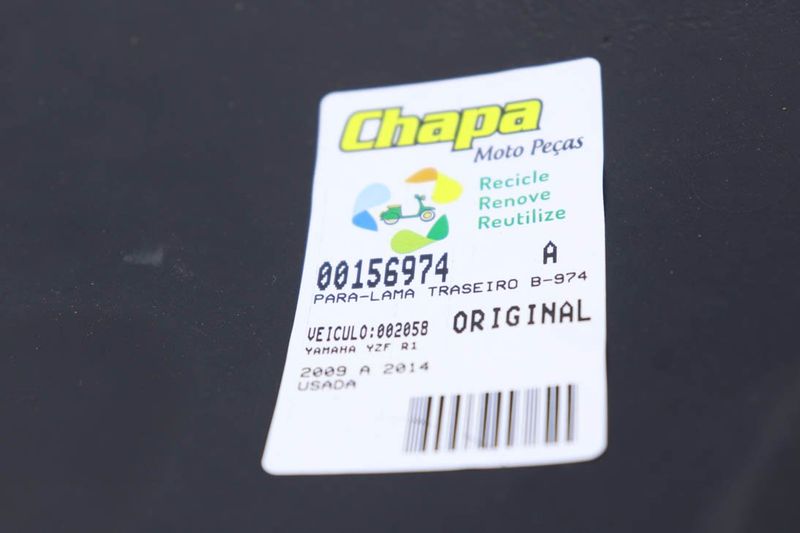 Chapa
Moto Peças
Recicle
Renove
Reutilize
00156974 A
PARA-LAMA TRASEIRO B-974
VEICULO:002058 ORIGINAL
YAMAHA YZF R1
2009 A 2014
USADA